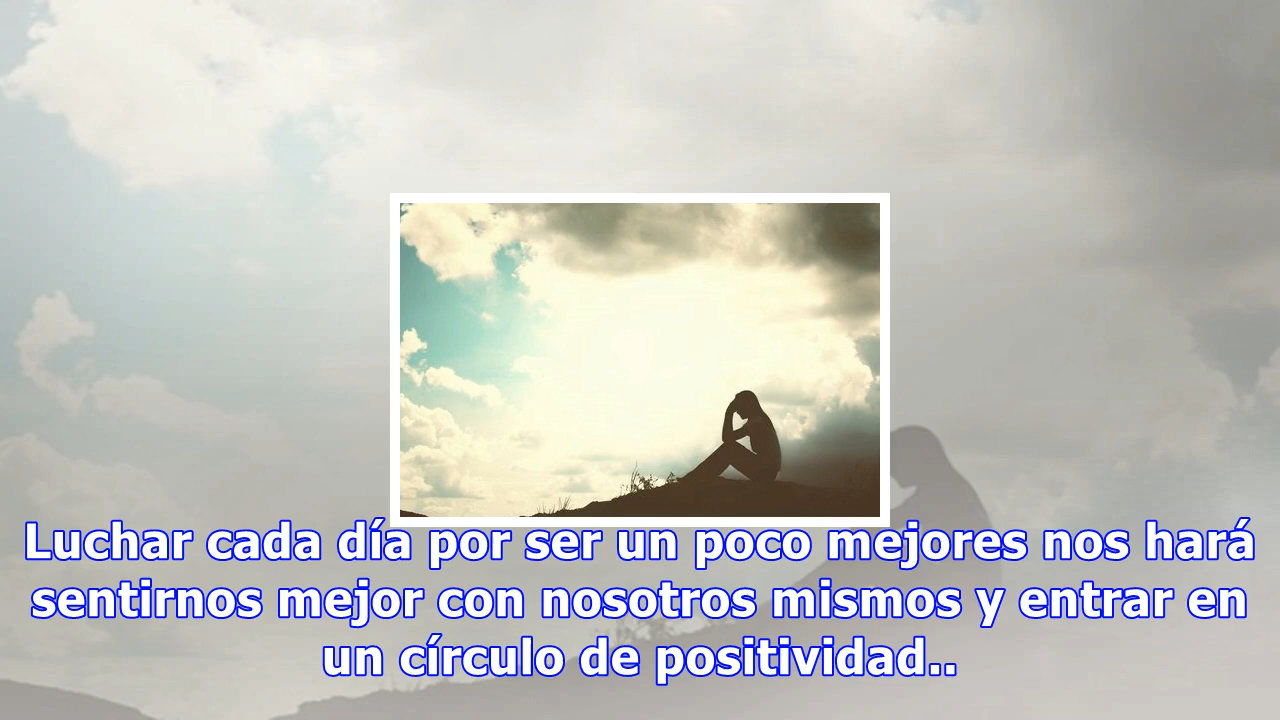 Luchar cada día por ser un poco mejores nos hará
sentirnos mejor con nosotros mismos y entrar en
un círculo de positividad..